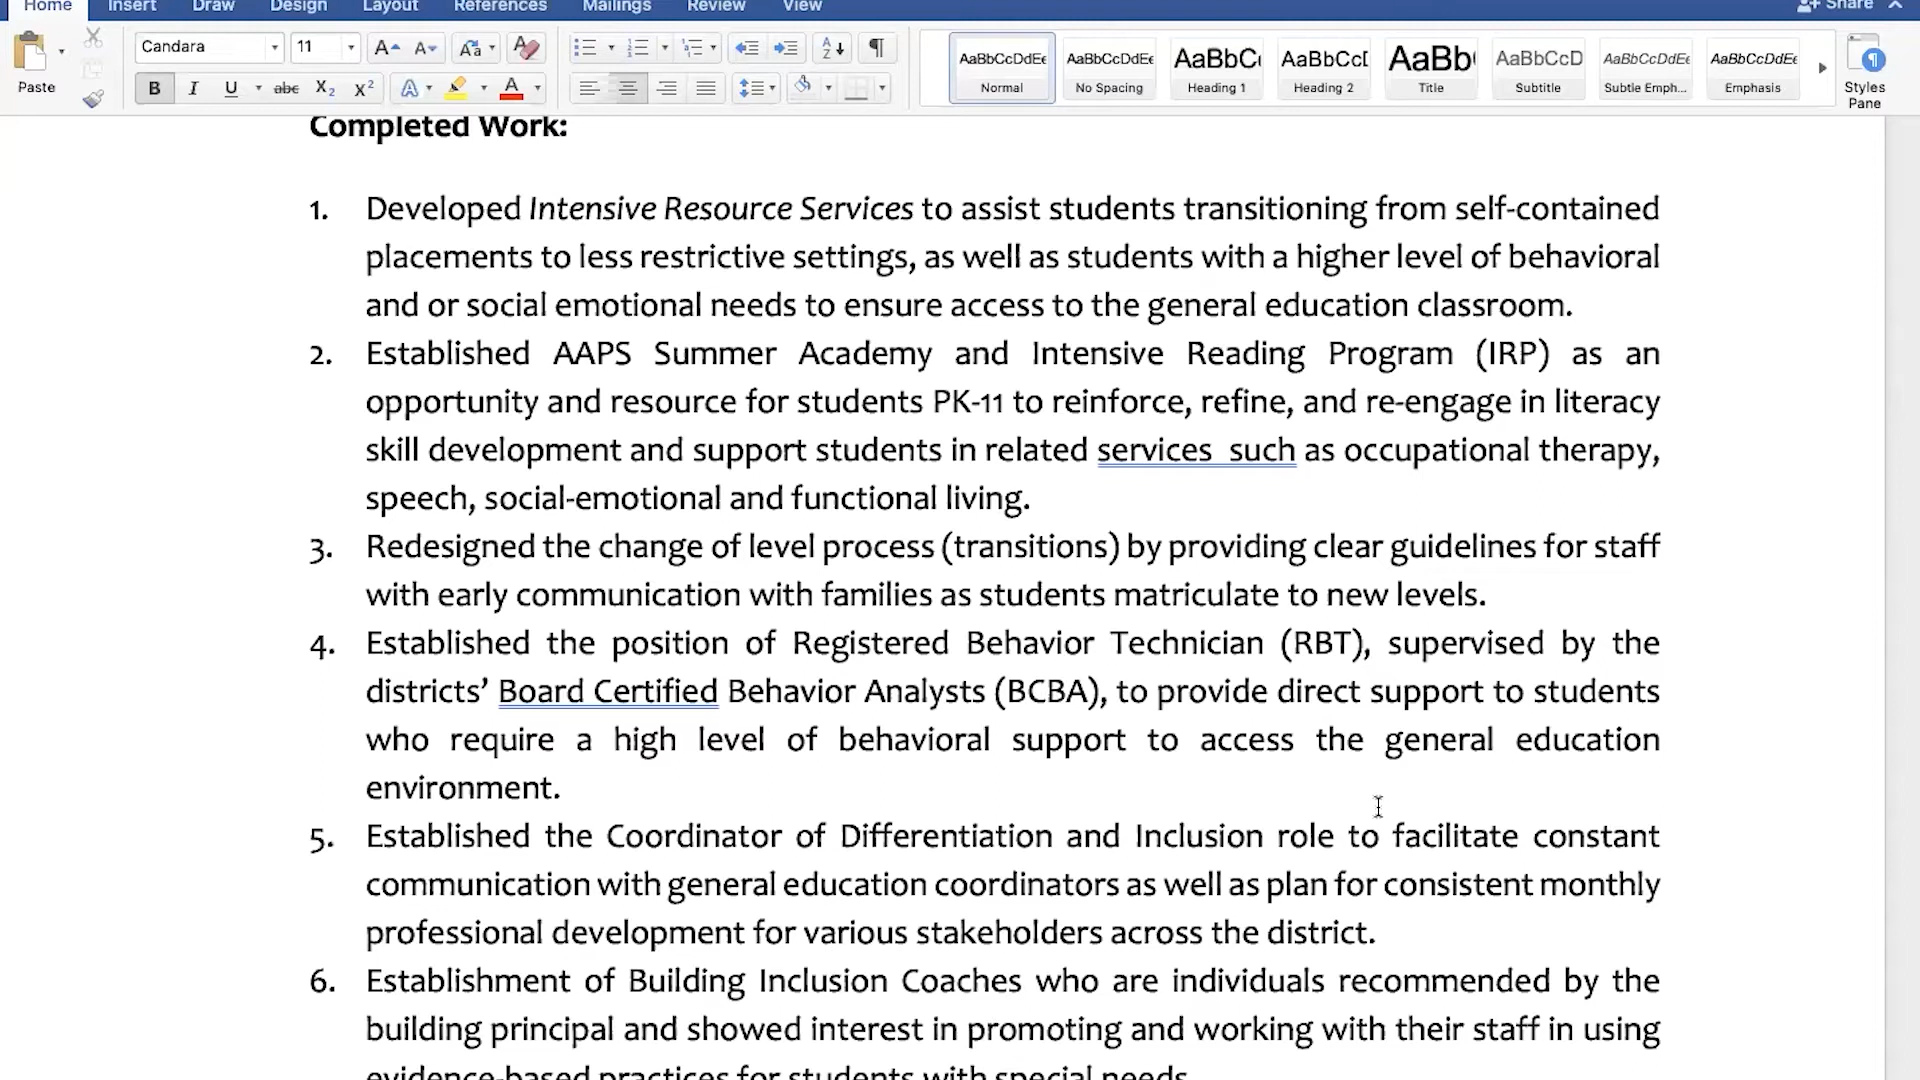 Home Insert Draw Design Layout References Mailings Review View Share
Candara 11
Paste B I U abc X₂ X² A
AaBbCcDdEe AaBbCcDdEe AaBbC AaBbCcD AaBb AaBbCcD AaBbCcDdEe AaBbCcDdEe
Normal No Spacing Heading 1 Heading 2 Title Subtitle Subtle Emph... Emphasis
Styles
Pane
Completed Work:
1. Developed Intensive Resource Services to assist students transitioning from self-contained
placements to less restrictive settings, as well as students with a higher level of behavioral
and or social emotional needs to ensure access to the general education classroom.
2. Established AAPS Summer Academy and Intensive Reading Program (IRP) as an
opportunity and resource for students PK-11 to reinforce, refine, and re-engage in literacy
skill development and support students in related services such as occupational therapy,
speech, social-emotional and functional living.
3. Redesigned the change of level process (transitions) by providing clear guidelines for staff
with early communication with families as students matriculate to new levels.
4. Established the position of Registered Behavior Technician (RBT), supervised by the
districts’ Board Certified Behavior Analysts (BCBA), to provide direct support to students
who require a high level of behavioral support to access the general education
environment.
5. Established the Coordinator of Differentiation and Inclusion role to facilitate constant
communication with general education coordinators as well as plan for consistent monthly
professional development for various stakeholders across the district.
6. Establishment of Building Inclusion Coaches who are individuals recommended by the
building principal and showed interest in promoting and working with their staff in using
evidence-based practices for students with special needs.